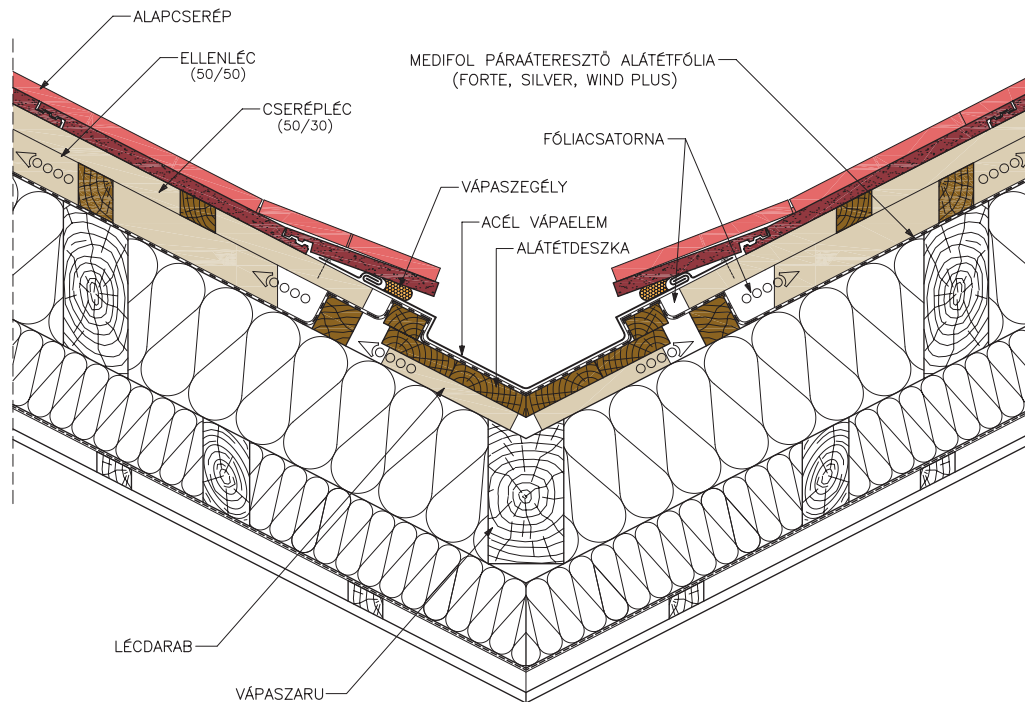 ALAPCSERÉP
ELLENLÉC
(50/50)
CSERÉPLÉC
(50/30)
MEDIFOL PÁRAÁTERESZTŐ ALÁTÉTFÓLIA
(FORTE, SILVER, WIND PLUS)
FÓLIACSATORNA
VÁPASZEGÉLY
ACÉL VÁPAELEM
ALÁTÉTDESZKA
LÉCDARAB
VÁPASZARU